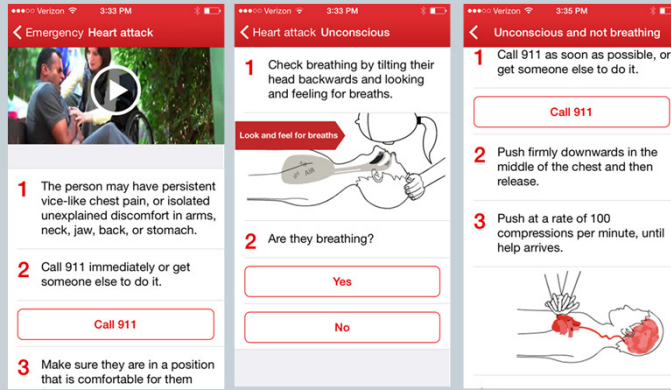 Verizon 3:33 PM
Emergency Heart attack
1 The person may have persistent
vice-like chest pain, or isolated
unexplained discomfort in arms,
neck, jaw, back, or stomach.
2 Call 911 immediately or get
someone else to do it.
Call 911
3 Make sure they are in a position
that is comfortable for them
Verizon 3:33 PM
Heart attack Unconscious
1 Check breathing by tilting their
head backwards and looking
and feeling for breaths.
Look and feel for breaths
AIR
2 Are they breathing?
Yes
No
Verizon 3:35 PM
Unconscious and not breathing
1 Call 911 as soon as possible, or
get someone else to do it.
Call 911
2 Push firmly downwards in the
middle of the chest and then
release.
3 Push at a rate of 100
compressions per minute, until
help arrives.